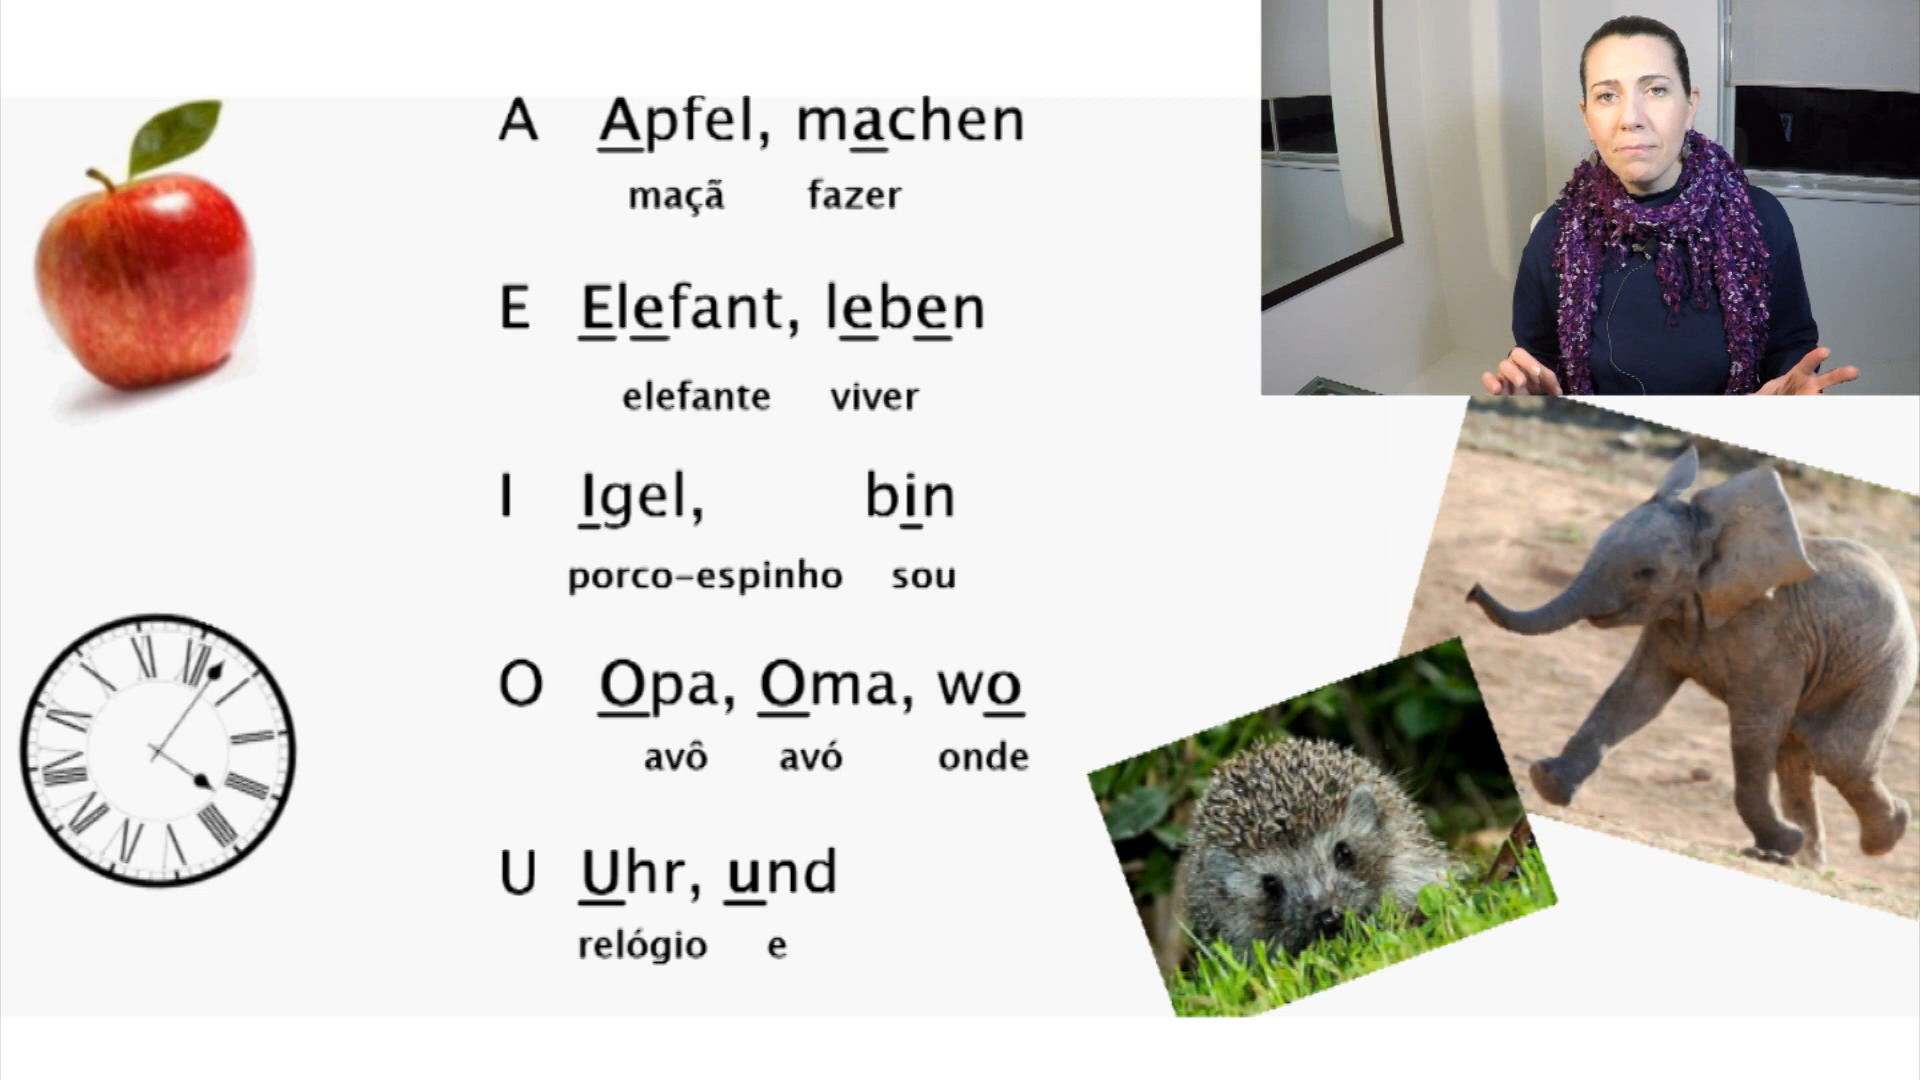 A Apfel, machen
maçã fazer
E Elefant, leben
elefante viver
I Igel, bin
porco-espinho sou
O Opa, Oma, wo
avô avó onde
U Uhr, und
relógio e